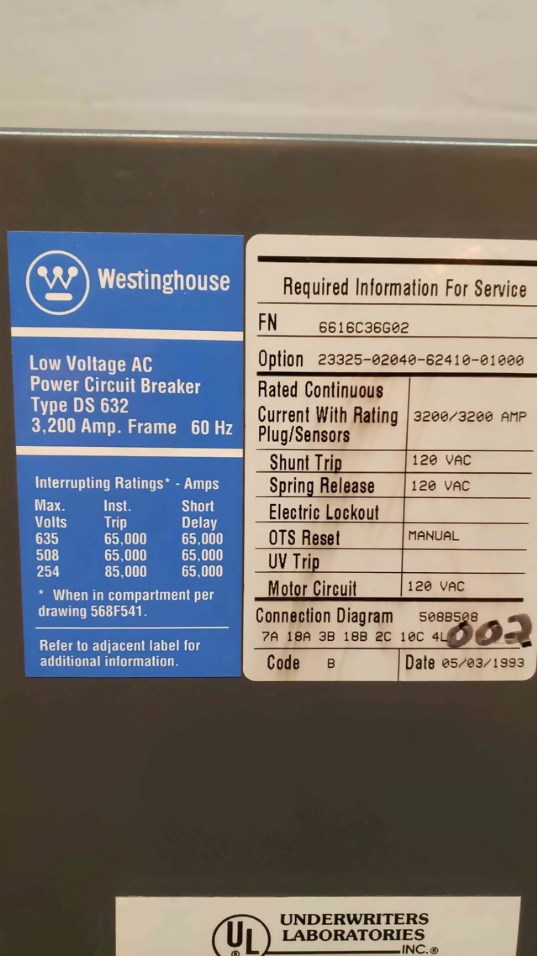 Westinghouse
Low Voltage AC
Power Circuit Breaker
Type DS 632
3,200 Amp. Frame 60 Hz
Interrupting Ratings* - Amps
Max. Inst. Short
Volts Trip Delay
635 65,000 65,000
508 65,000 65,000
254 85,000 65,000
* When in compartment per
drawing 568F541.
Refer to adjacent label for
additional information.
Required Information For Service
FN 6616C36G02
Option 23325-02040-62410-01000
Rated Continuous
Current With Rating 3200/3200 AMP
Plug/Sensors
Shunt Trip 120 VAC
Spring Release 120 VAC
Electric Lockout
OTS Reset MANUAL
UV Trip
Motor Circuit 120 VAC
Connection Diagram 508B508
7A 18A 3B 18B 2C 10C 4L 002
Code B Date 05/03/1993
UL UNDERWRITERS
LABORATORIES
INC.®